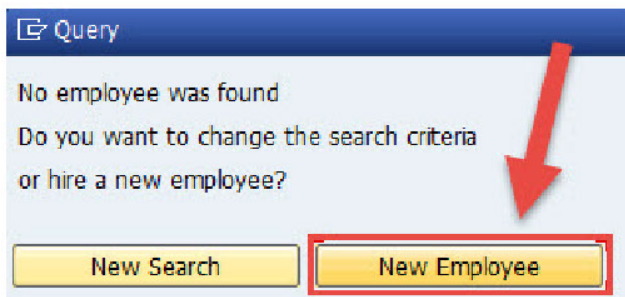 Query
No employee was found
Do you want to change the search criteria
or hire a new employee?
New Search
New Employee